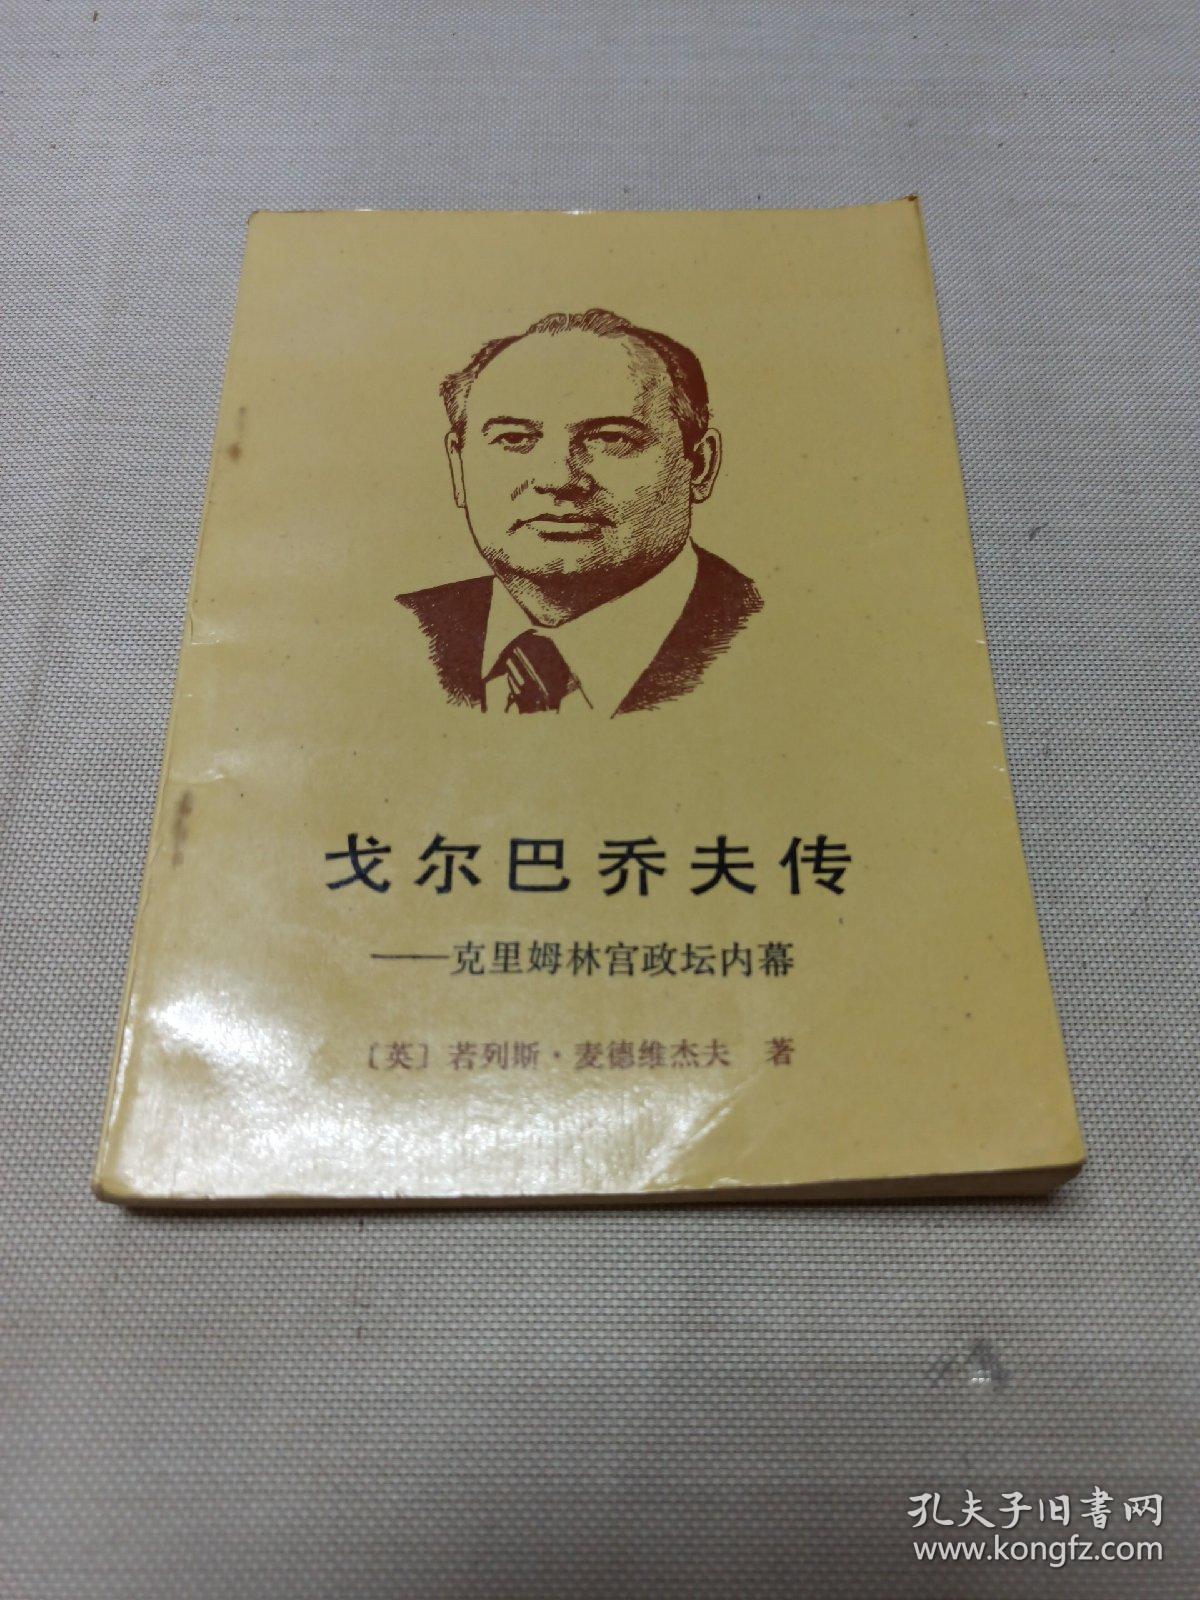 戈尔巴乔夫传
——克里姆林宫政坛内幕
〔英〕若列斯·麦德维杰夫 著
孔夫子旧书网
www.kongfz.com